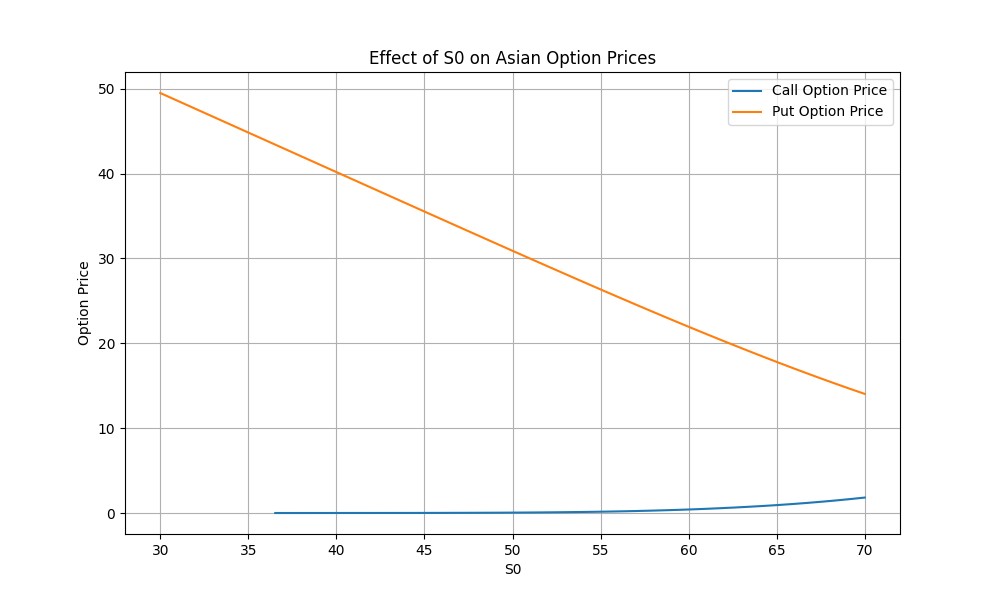 Effect of S0 on Asian Option Prices
Call Option Price
Put Option Price
50
40
30
20
10
0
Option Price
30 35 40 45 50 55 60 65 70
S0